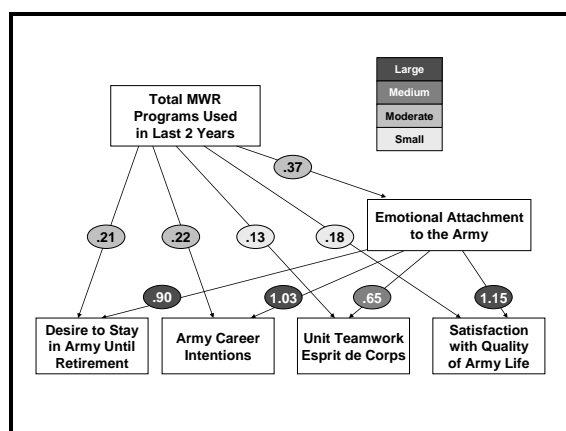 Large
Medium
Moderate
Small
Total MWR
Programs Used
in Last 2 Years
.37
Emotional Attachment
to the Army
.21
.22
.13
.18
.90
1.03
.65
1.15
Desire to Stay
in Army Until
Retirement
Army Career
Intentions
Unit Teamwork
Esprit de Corps
Satisfaction
with Quality
of Army Life